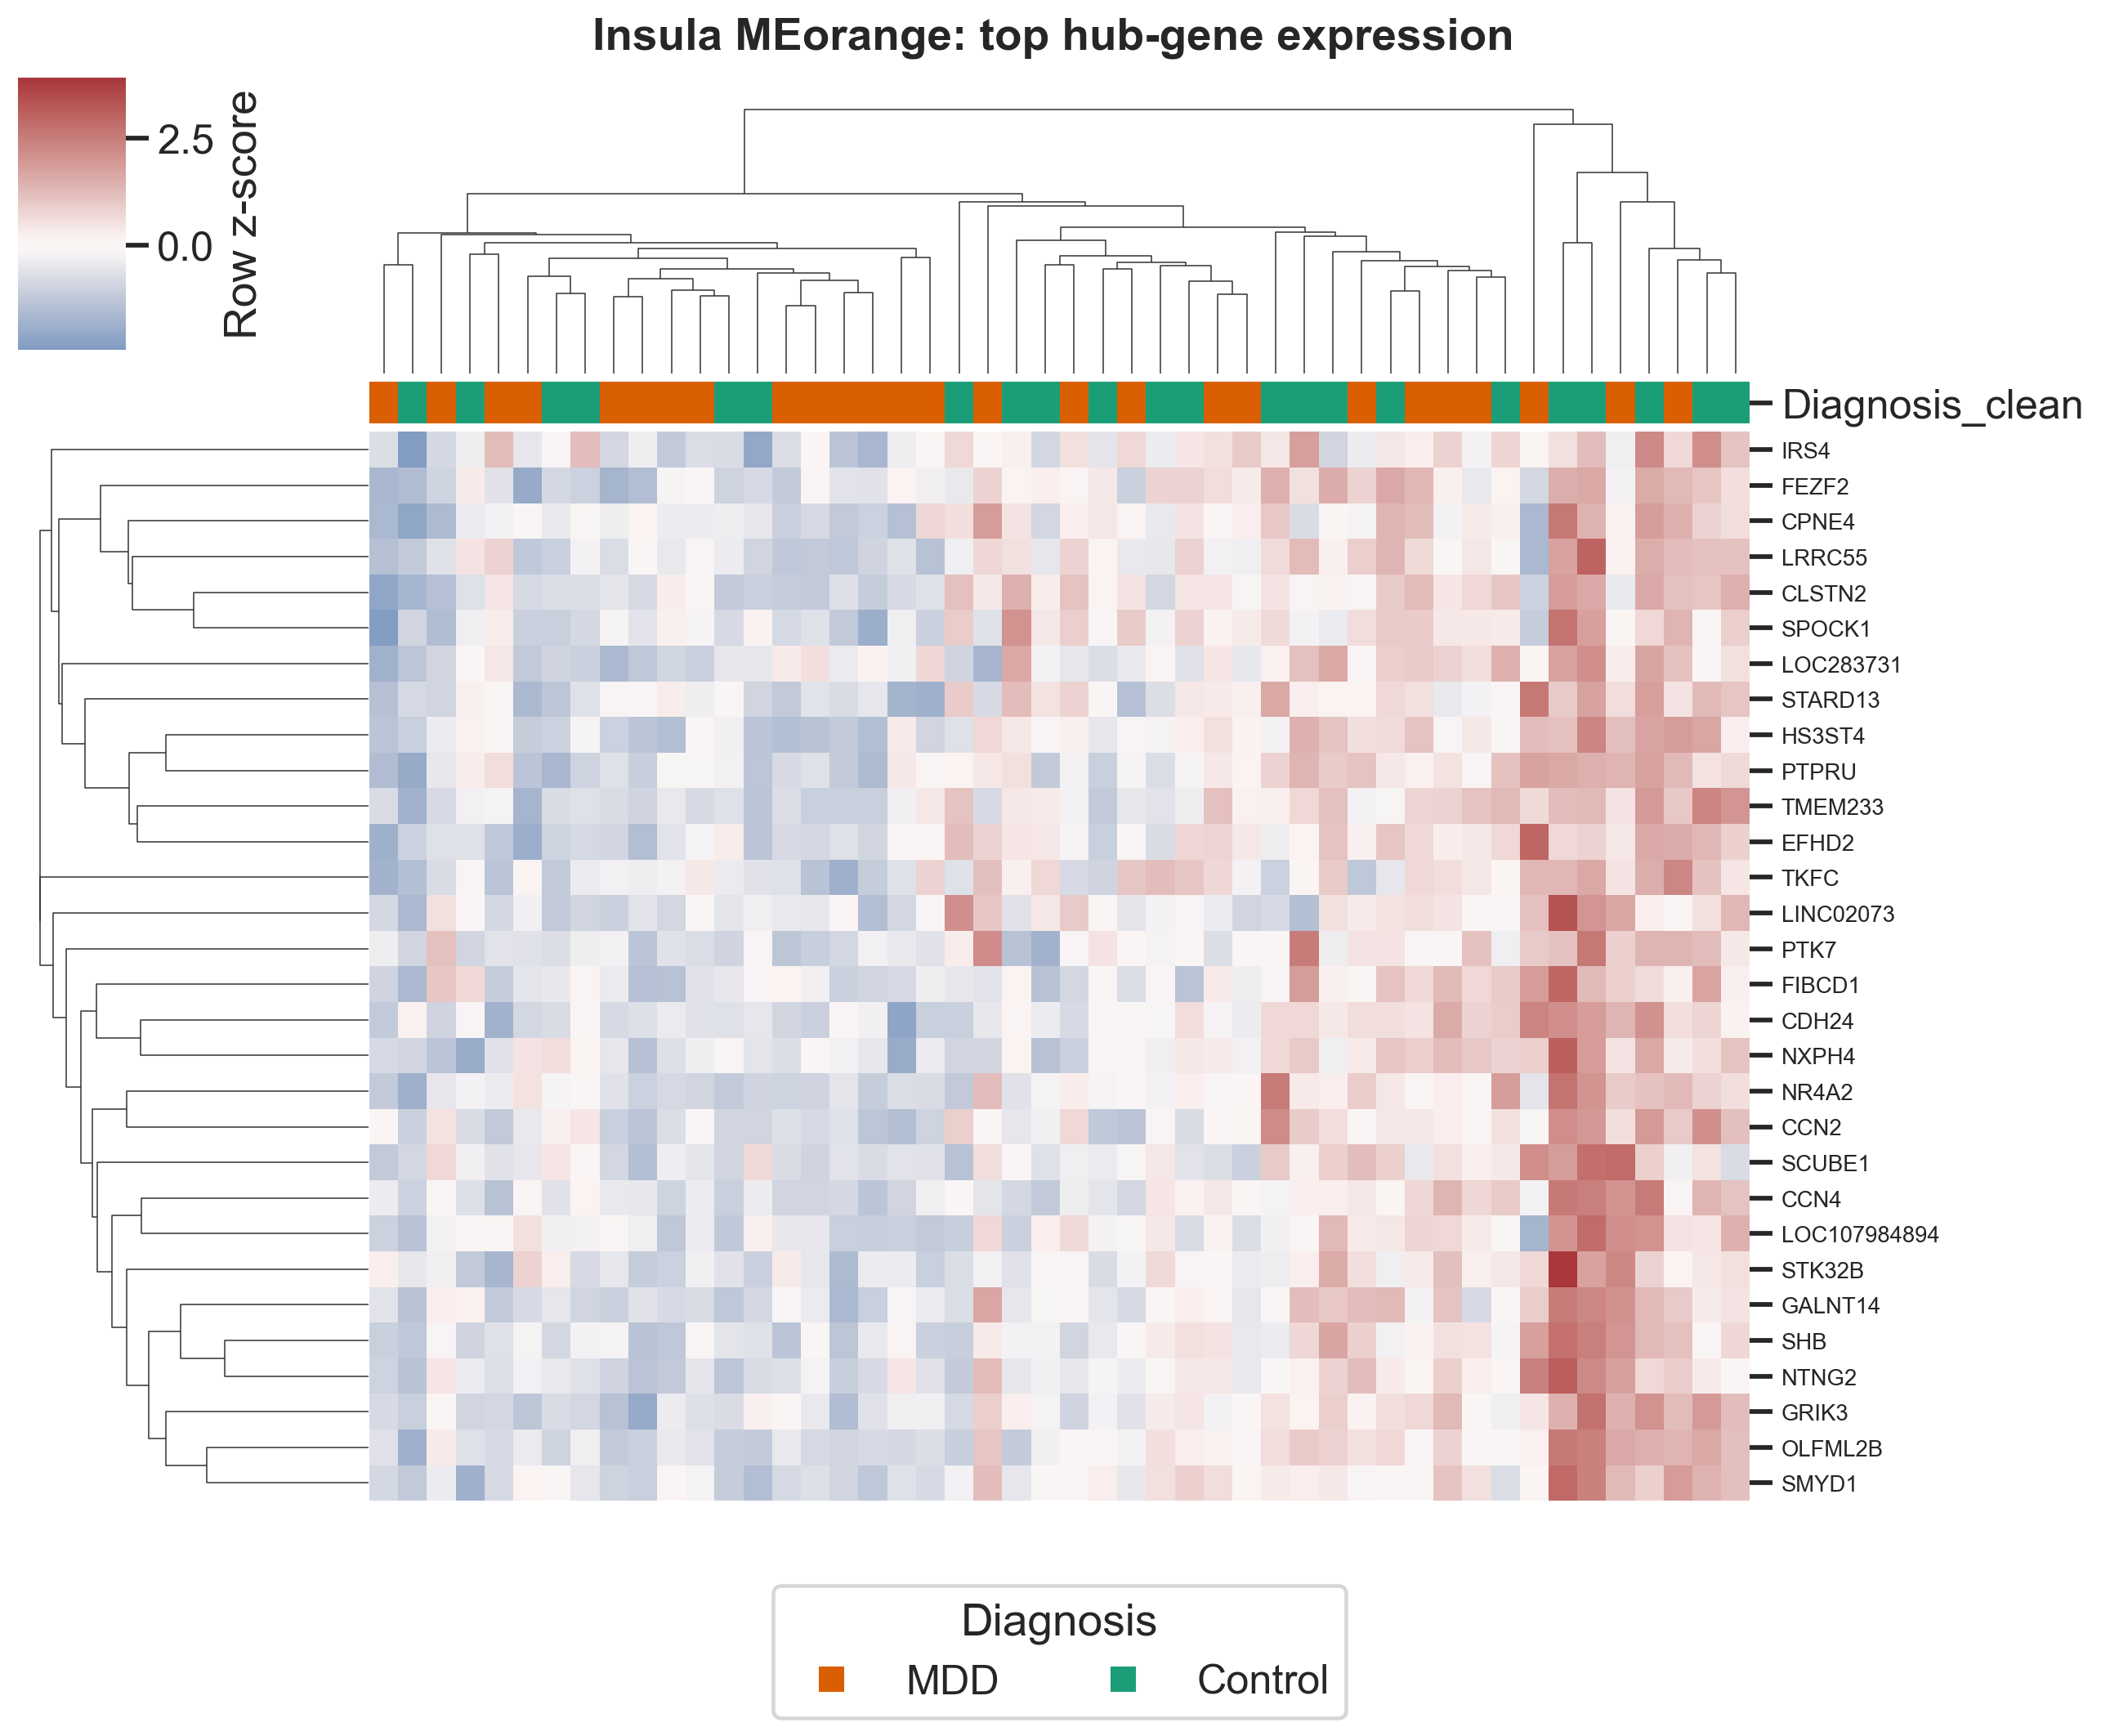 Insula MEorange: top hub-gene expression
2.5
0.0
Row z-score
Diagnosis_clean
IRS4
FEZF2
CPNE4
LRRC55
CLSTN2
SPOCK1
LOC283731
STARD13
HS3ST4
PTPRU
TMEM233
EFHD2
TKFC
LINC02073
PTK7
FIBCD1
CDH24
NXPH4
NR4A2
CCN2
SCUBE1
CCN4
LOC107984894
STK32B
GALNT14
SHB
NTNG2
GRIK3
OLFML2B
SMYD1
Diagnosis
MDD Control